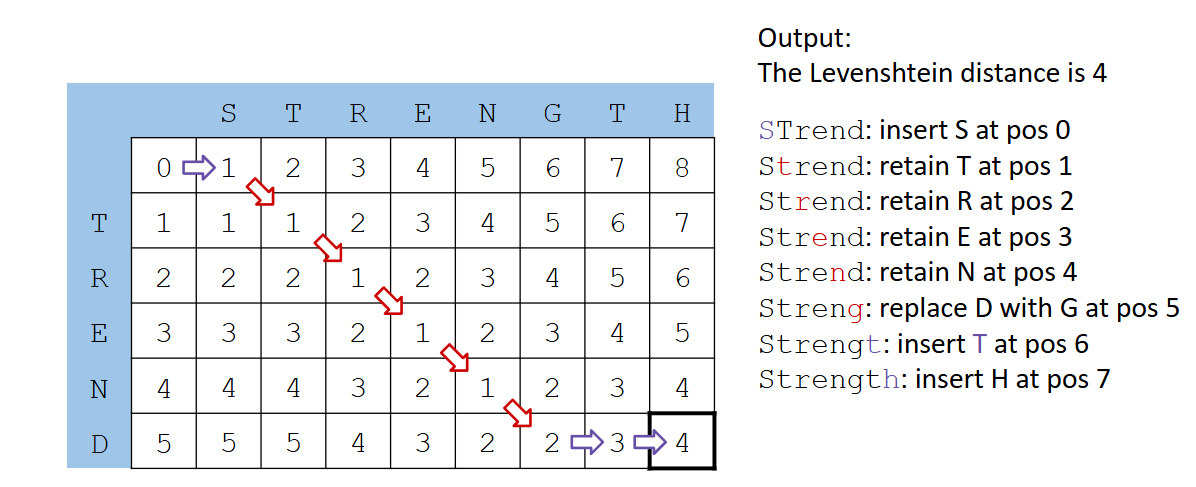 S T R E N G T H
0 1 2 3 4 5 6 7 8
T 1 1 1 2 3 4 5 6 7
R 2 2 2 1 2 3 4 5 6
E 3 3 3 2 1 2 3 4 5
N 4 4 4 3 2 1 2 3 4
D 5 5 5 4 3 2 2 3 4
Output:
The Levenshtein distance is 4
STrend: insert S at pos 0
Strend: retain T at pos 1
Strend: retain R at pos 2
Strend: retain E at pos 3
Strend: retain N at pos 4
Streng: replace D with G at pos 5
Strengt: insert T at pos 6
Strength: insert H at pos 7